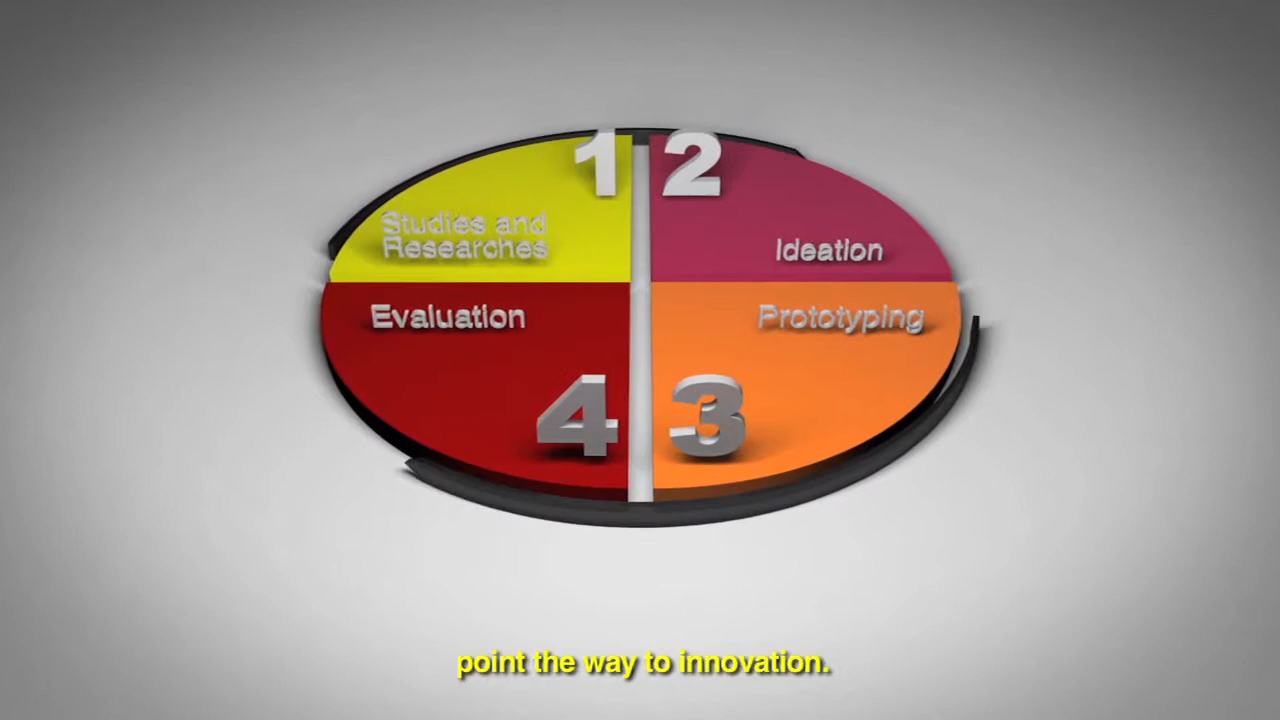 1
2
Studies and
Researches
Ideation
Evaluation
Prototyping
4
3
point the way to innovation.